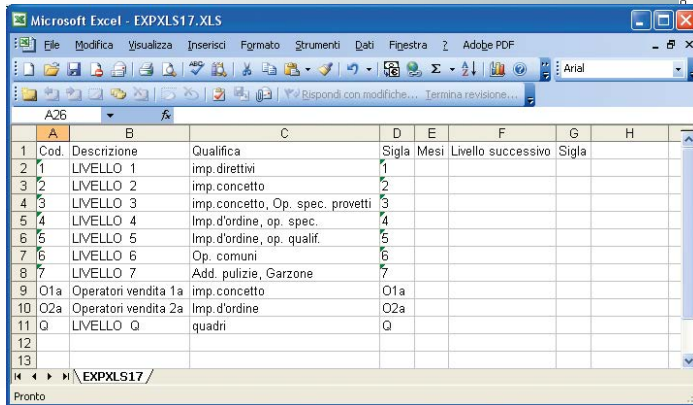 Microsoft Excel - EXPXLS17.XLS
File Modifica Visualizza Inserisci Formato Strumenti Dati Finestra ? Adobe PDF
Arial
Rispondi con modifiche... Termina revisione...
A26 fx
A B C D E F G H
1 Cod. Descrizione Qualifica Sigla Mesi Livello successivo Sigla
2 1 LIVELLO 1 imp.direttivi 1
3 2 LIVELLO 2 imp.concetto 2
4 3 LIVELLO 3 imp.concetto, Op. spec. provetti 3
5 4 LIVELLO 4 Imp.d'ordine, op. spec. 4
6 5 LIVELLO 5 Imp.d'ordine, op. qualif. 5
7 6 LIVELLO 6 Op. comuni 6
8 7 LIVELLO 7 Add. pulizie, Garzone 7
9 O1a Operatori vendita 1a imp.concetto O1a
10 O2a Operatori vendita 2a Imp.d'ordine O2a
11 Q LIVELLO Q quadri Q
12
13
EXPXLS17
Pronto